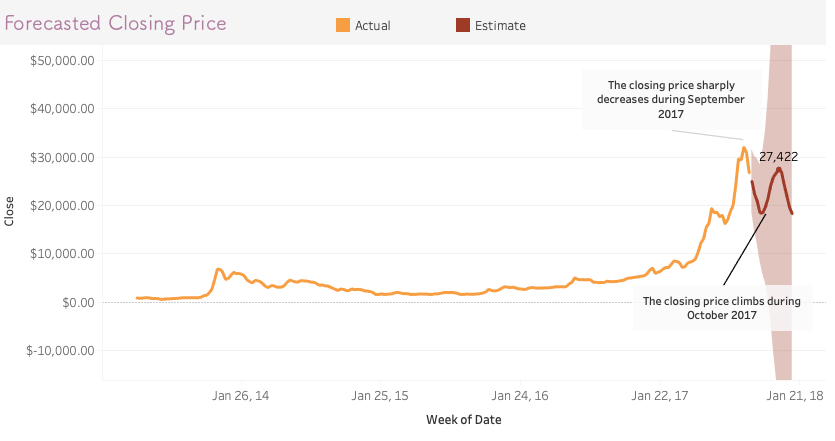 Forecasted Closing Price
Actual
Estimate
$50,000.00
$40,000.00
$30,000.00
$20,000.00
$10,000.00
$0.00
$-10,000.00
Close
The closing price sharply
decreases during September
2017
27,422
The closing price climbs during
October 2017
Jan 26, 14
Jan 25, 15
Jan 24, 16
Jan 22, 17
Jan 21, 18
Week of Date